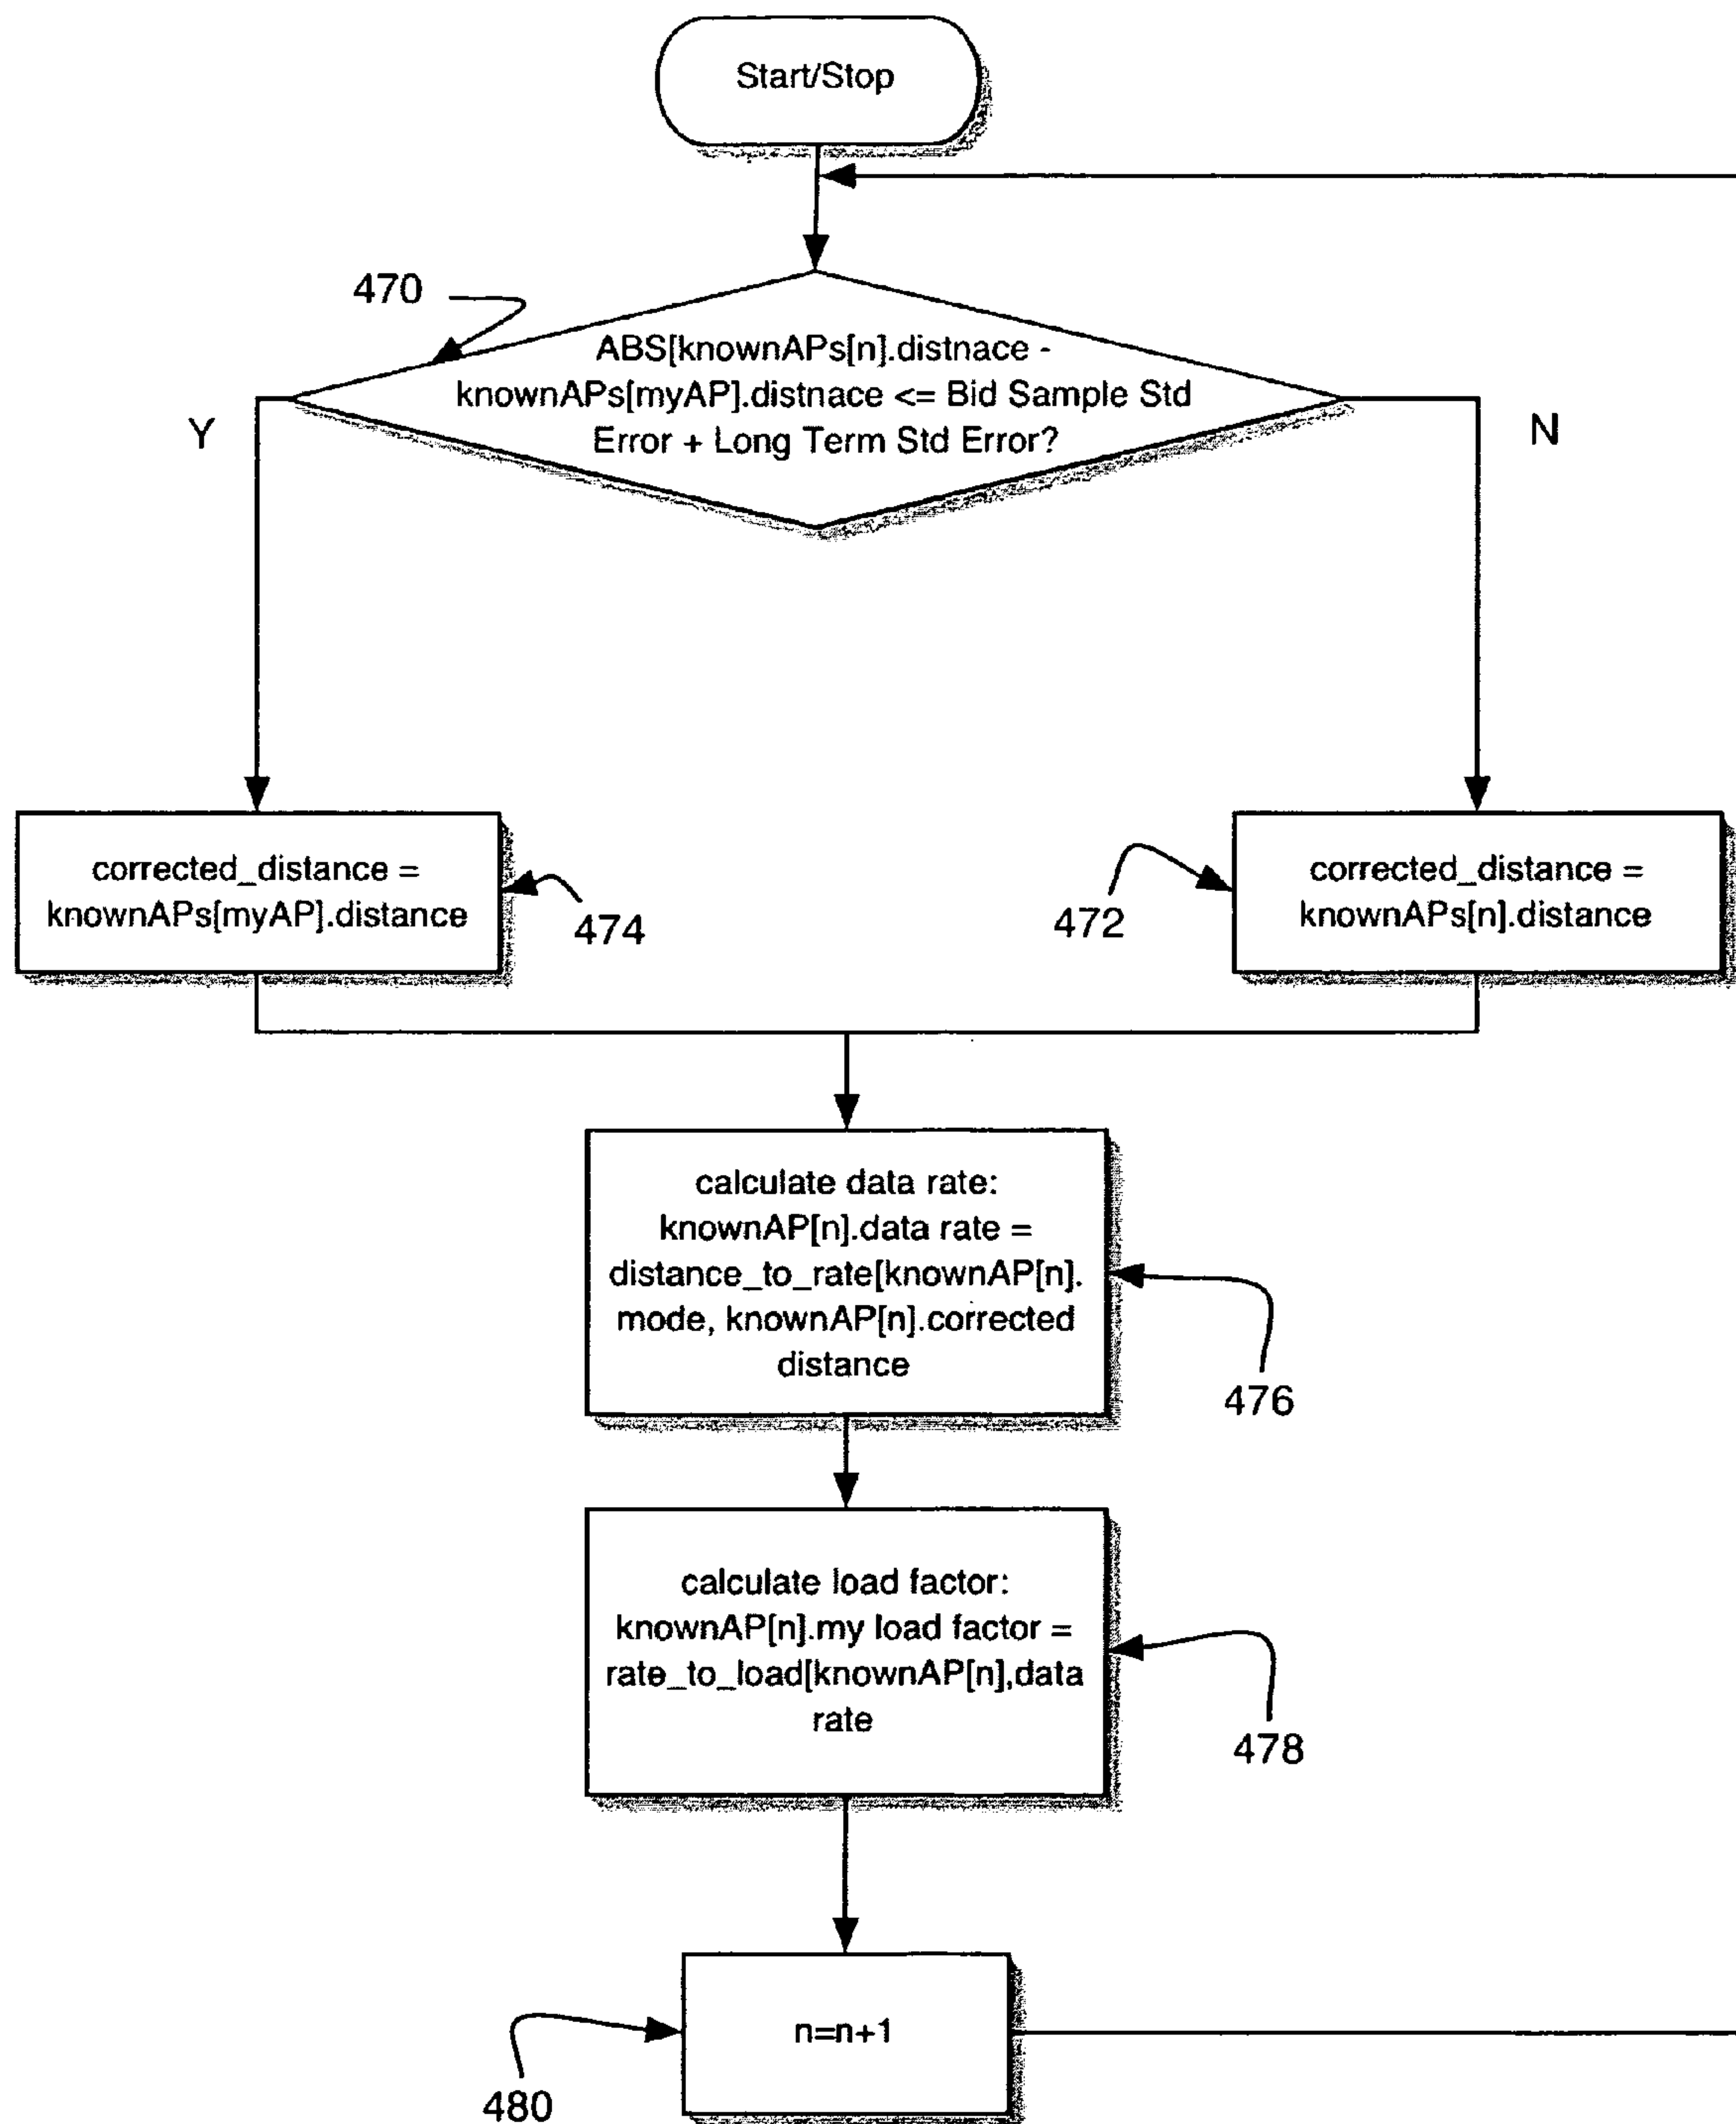 Start/Stop
470
ABS[knownAPs[n].distnace -
knownAPs[myAP].distnace <= Bid Sample Std
Error + Long Term Std Error?
Y
N
corrected_distance =
knownAPs[myAP].distance
474
472
corrected_distance =
knownAPs[n].distance
calculate data rate:
knownAP[n].data rate =
distance_to_rate[knownAP[n].
mode, knownAP[n].corrected
distance
476
calculate load factor:
knownAP[n].my load factor =
rate_to_load[knownAP[n],data
rate
478
n=n+1
480